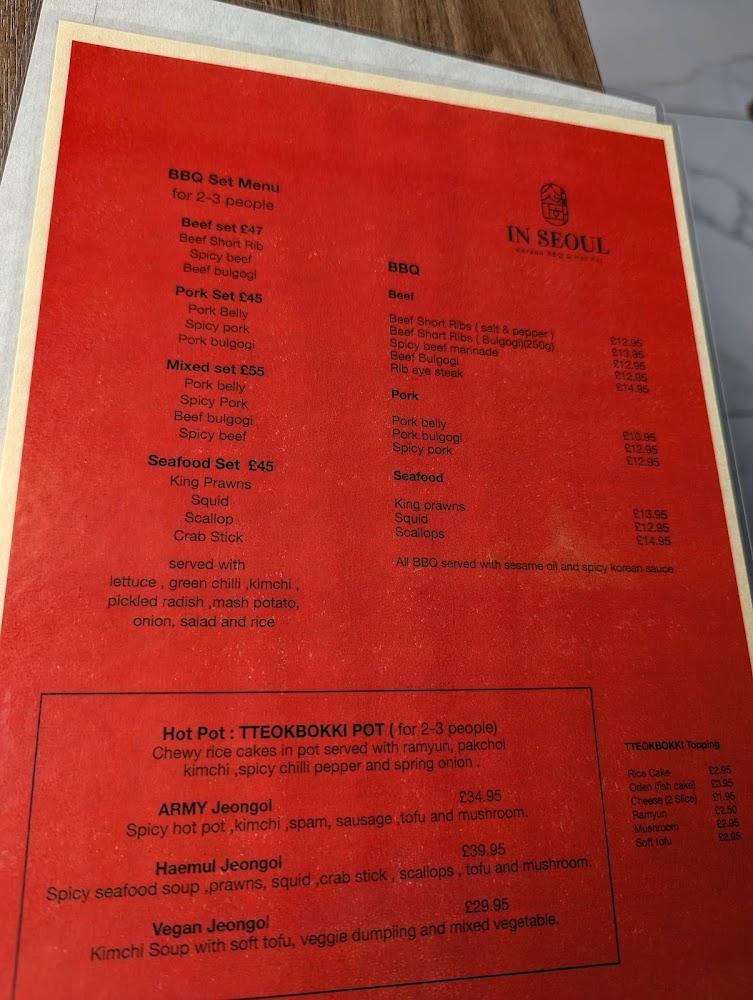 BBQ Set Menu
for 2-3 people
Beef set £47
Beef Short Rib
Spicy beef
Beef bulgogi
Pork Set £45
Pork Belly
Spicy pork
Pork bulgogi
Mixed set £55
Pork belly
Spicy Pork
Beef bulgogi
Spicy beef
Seafood Set £45
King Prawns
Squid
Scallop
Crab Stick
served with
lettuce , green chilli ,kimchi ,
pickled radish ,mash potato,
onion, salad and rice
IN SEOUL
Korean BBQ & Hot Pot
BBQ
Beef
Beef Short Ribs ( salt & pepper ) £12.95
Beef Short Ribs ( Bulgogi)(250g) £13.95
Spicy beef marinade £12.95
Beef Bulgogi £12.95
Rib eye steak £14.95
Pork
Pork belly £10.95
Pork bulgogi £12.95
Spicy pork £12.95
Seafood
King prawns £13.95
Squid £12.95
Scallops £14.95
All BBQ served with sesame oil and spicy korean sauce
Hot Pot : TTEOKBOKKI POT ( for 2-3 people)
Chewy rice cakes in pot served with ramyun, pakchoi
kimchi ,spicy chilli pepper and spring onion .
ARMY Jeongol £34.95
Spicy hot pot ,kimchi ,spam, sausage ,tofu and mushroom.
Haemul Jeongol £39.95
Spicy seafood soup ,prawns, squid ,crab stick , scallops , tofu and mushroom.
Vegan Jeongol £29.95
Kimchi Soup with soft tofu, veggie dumpling and mixed vegetable.
TTEOKBOKKI Topping
Rice Cake £2.95
Oden (fish cake) £3.95
Cheese (2 Slice) £1.95
Ramyun £2.50
Mushroom £2.95
Soft tofu £2.95